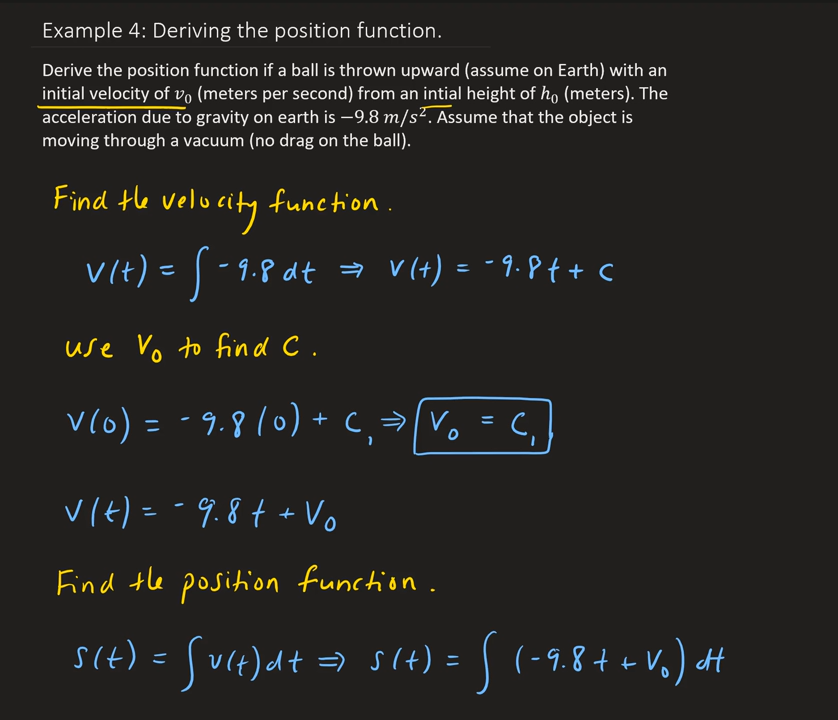 Example 4: Deriving the position function.
Derive the position function if a ball is thrown upward (assume on Earth) with an
initial velocity of v₀ (meters per second) from an intial height of h₀ (meters). The
acceleration due to gravity on earth is −9.8 m/s². Assume that the object is
moving through a vacuum (no drag on the ball).
Find the velocity function.
V(t) = ∫ -9.8 dt ⇒ V(t) = -9.8t + C
use V₀ to find C.
V(0) = -9.8(0) + C₁ ⇒ V₀ = C₁
V(t) = -9.8t + V₀
Find the position function.
S(t) = ∫ v(t)dt ⇒ S(t) = ∫ (-9.8t + V₀) dt